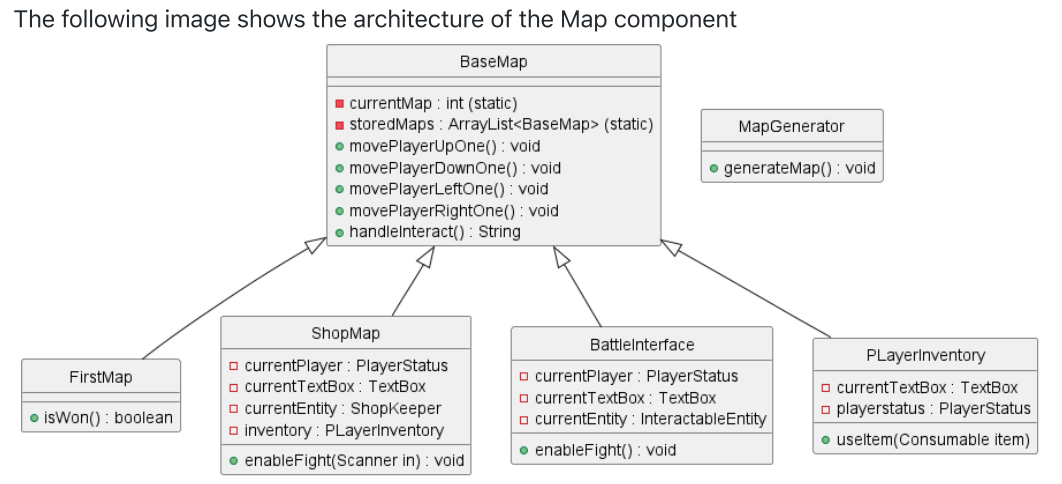 The following image shows the architecture of the Map component
BaseMap
currentMap : int (static)
storedMaps : ArrayList<BaseMap> (static)
movePlayerUpOne() : void
movePlayerDownOne() : void
movePlayerLeftOne() : void
movePlayerRightOne() : void
handleInteract() : String
MapGenerator
generateMap() : void
FirstMap
isWon() : boolean
ShopMap
currentPlayer : PlayerStatus
currentTextBox : TextBox
currentEntity : ShopKeeper
inventory : PLayerInventory
enableFight(Scanner in) : void
BattleInterface
currentPlayer : PlayerStatus
currentTextBox : TextBox
currentEntity : InteractableEntity
enableFight() : void
PLayerInventory
currentTextBox : TextBox
playerstatus : PlayerStatus
useItem(Consumable item)